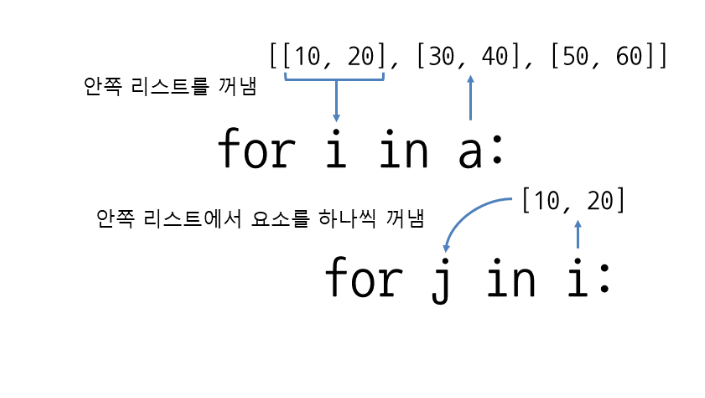 [[10, 20], [30, 40], [50, 60]]
안쪽 리스트를 꺼냄
for i in a:
[10, 20]
안쪽 리스트에서 요소를 하나씩 꺼냄
for j in i: